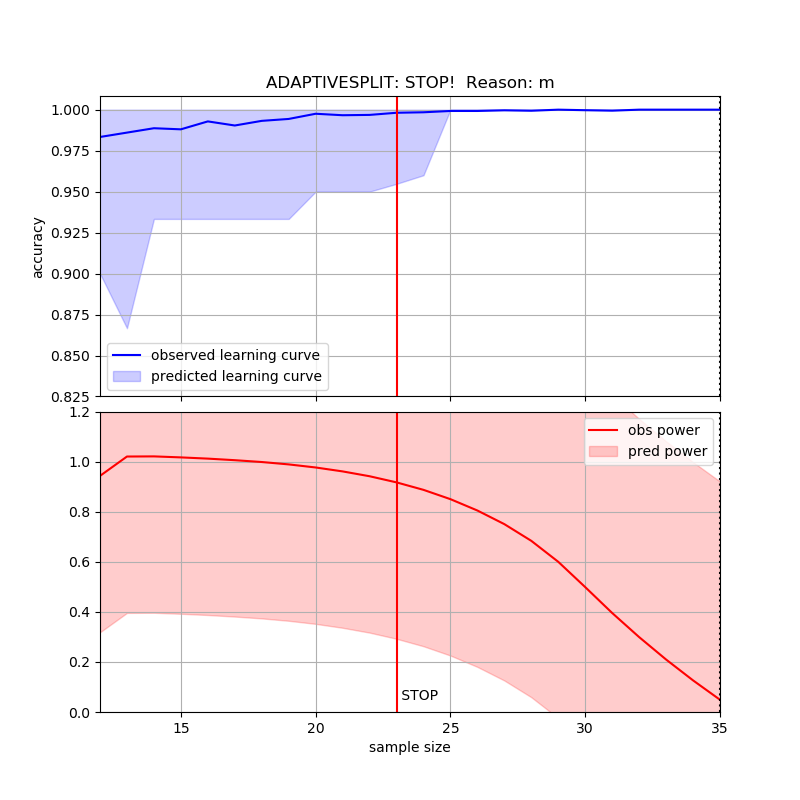 ADAPTIVESPLIT: STOP!  Reason: m
1.000
0.975
0.950
0.925
0.900
0.875
0.850
0.825
accuracy
observed learning curve
predicted learning curve
1.2
1.0
0.8
0.6
0.4
0.2
0.0
obs power
pred power
STOP
15 20 25 30 35
sample size